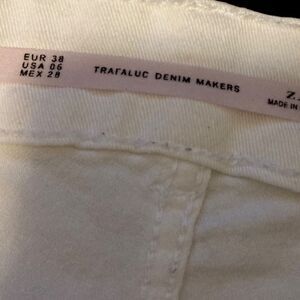 EUR 38
USA 06
MEX 28
TRAFALUC DENIM MAKERS
MADE IN